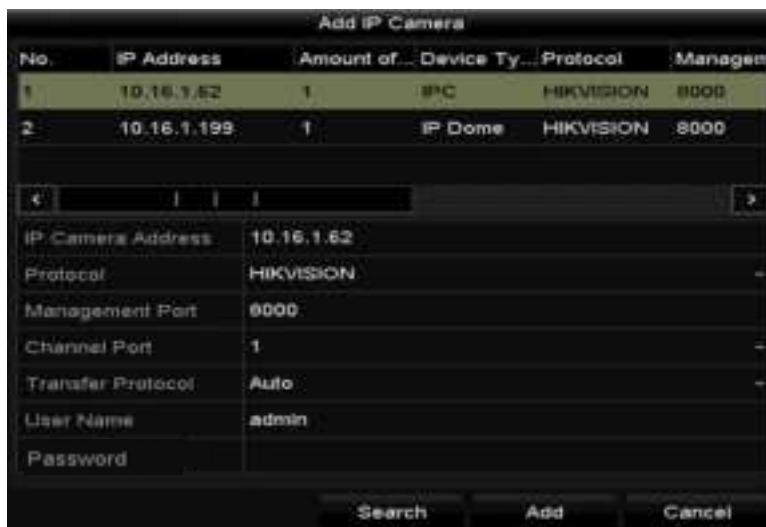 Add IP Camera
No. IP Address Amount of... Device Ty... Protocol Managem
1 10.16.1.62 1 IPC HIKVISION 8000
2 10.16.1.199 1 IP Dome HIKVISION 8000
IP Camera Address 10.16.1.62
Protocol HIKVISION
Management Port 8000
Channel Port 1
Transfer Protocol Auto
User Name admin
Password
Search Add Cancel